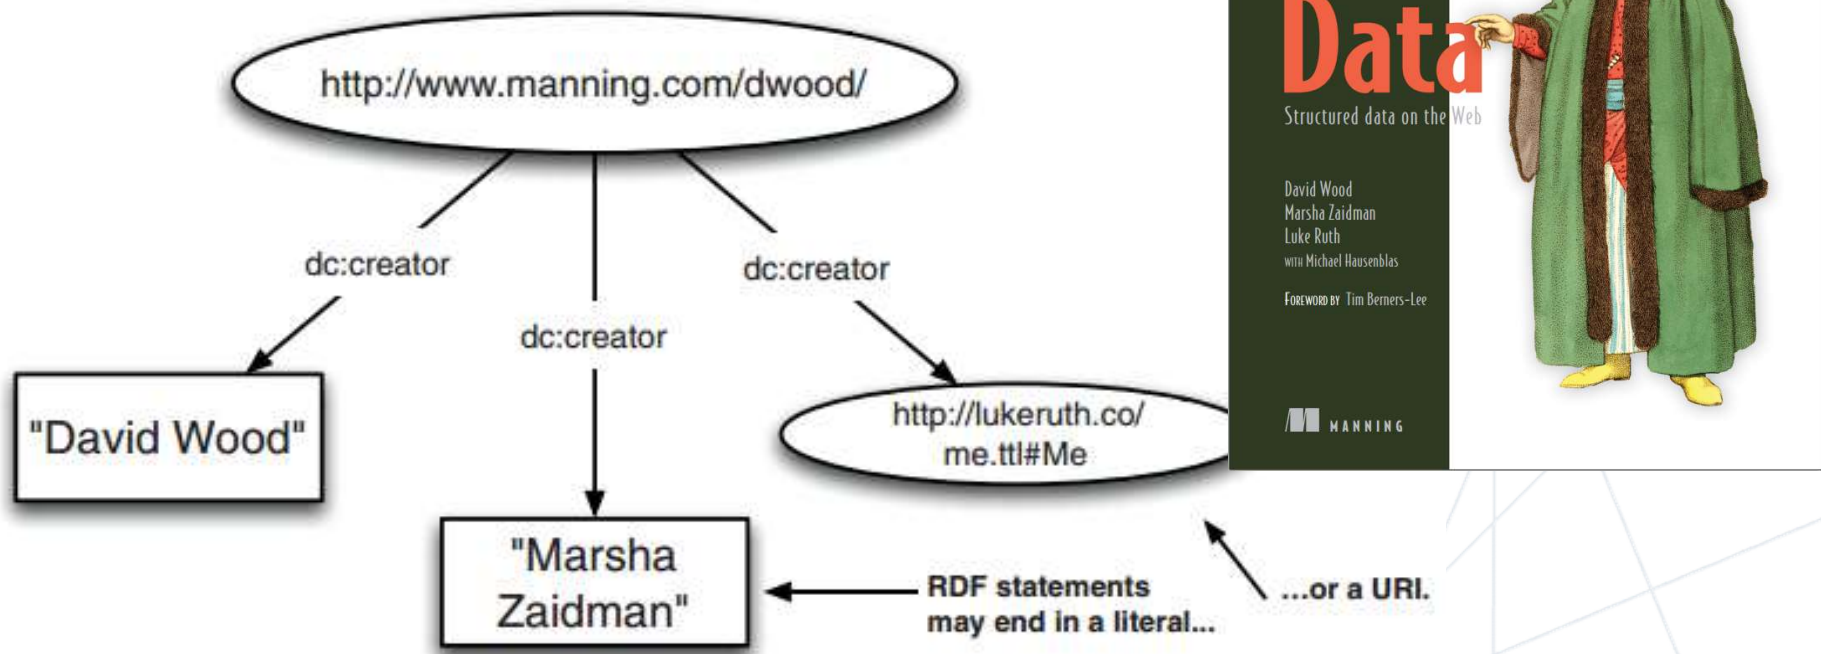 http://www.manning.com/dwood/
dc:creator
dc:creator
dc:creator
"David Wood"
"Marsha
Zaidman"
http://lukeruth.co/
me.ttl#Me
RDF statements
may end in a literal...
...or a URI.
Data
Structured data on the Web
David Wood
Marsha Zaidman
Luke Ruth
WITH Michael Hausenblas
FOREWORD BY Tim Berners-Lee
MANNING